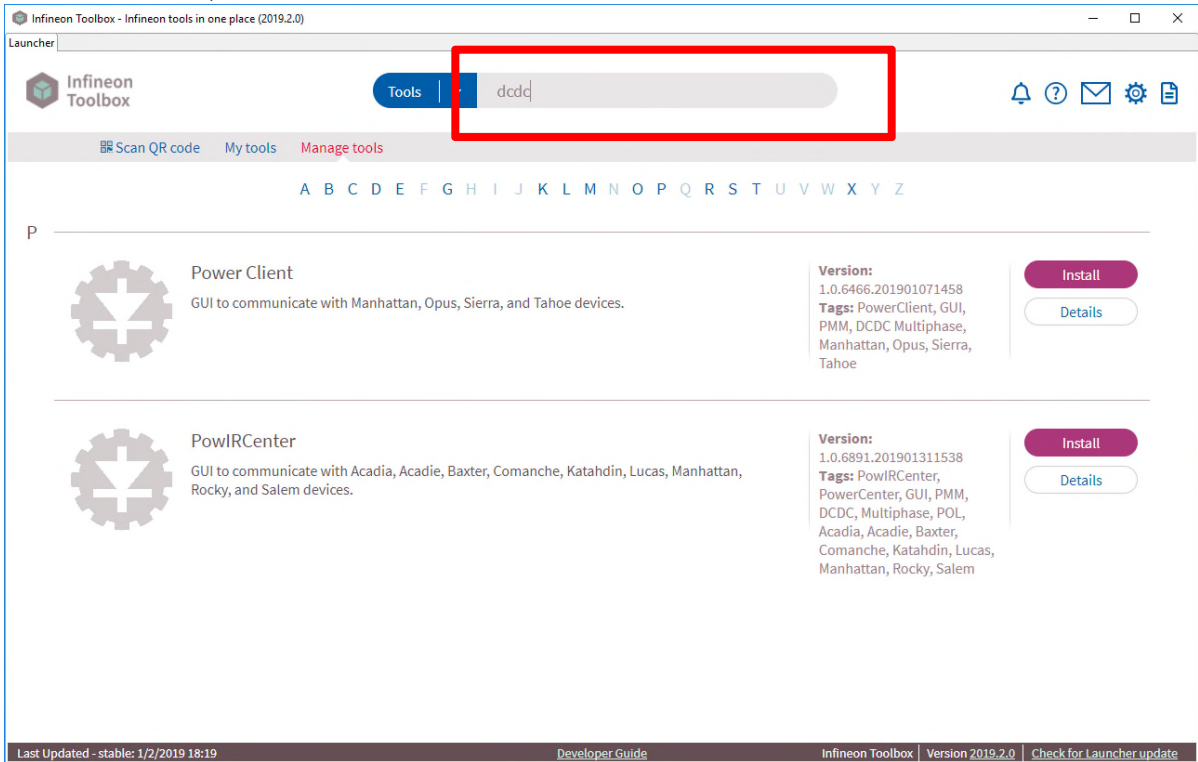 Infineon Toolbox - Infineon tools in one place (2019.2.0)
Launcher
Infineon
Toolbox
Tools
dcdc
Scan QR code My tools Manage tools
A B C D E F G H I J K L M N O P Q R S T U V W X Y Z
P
Power Client
GUI to communicate with Manhattan, Opus, Sierra, and Tahoe devices.
Version:
1.0.6466.201901071458
Tags: PowerClient, GUI,
PMM, DCDC Multiphase,
Manhattan, Opus, Sierra,
Tahoe
Install
Details
PowIRCenter
GUI to communicate with Acadia, Acadie, Baxter, Comanche, Katahdin, Lucas, Manhattan,
Rocky, and Salem devices.
Version:
1.0.6891.201901311538
Tags: PowIRCenter,
PowerCenter, GUI, PMM,
DCDC, Multiphase, POL,
Acadia, Acadie, Baxter,
Comanche, Katahdin, Lucas,
Manhattan, Rocky, Salem
Install
Details
Last Updated - stable: 1/2/2019 18:19
Developer Guide
Infineon Toolbox | Version 2019.2.0 | Check for Launcher update